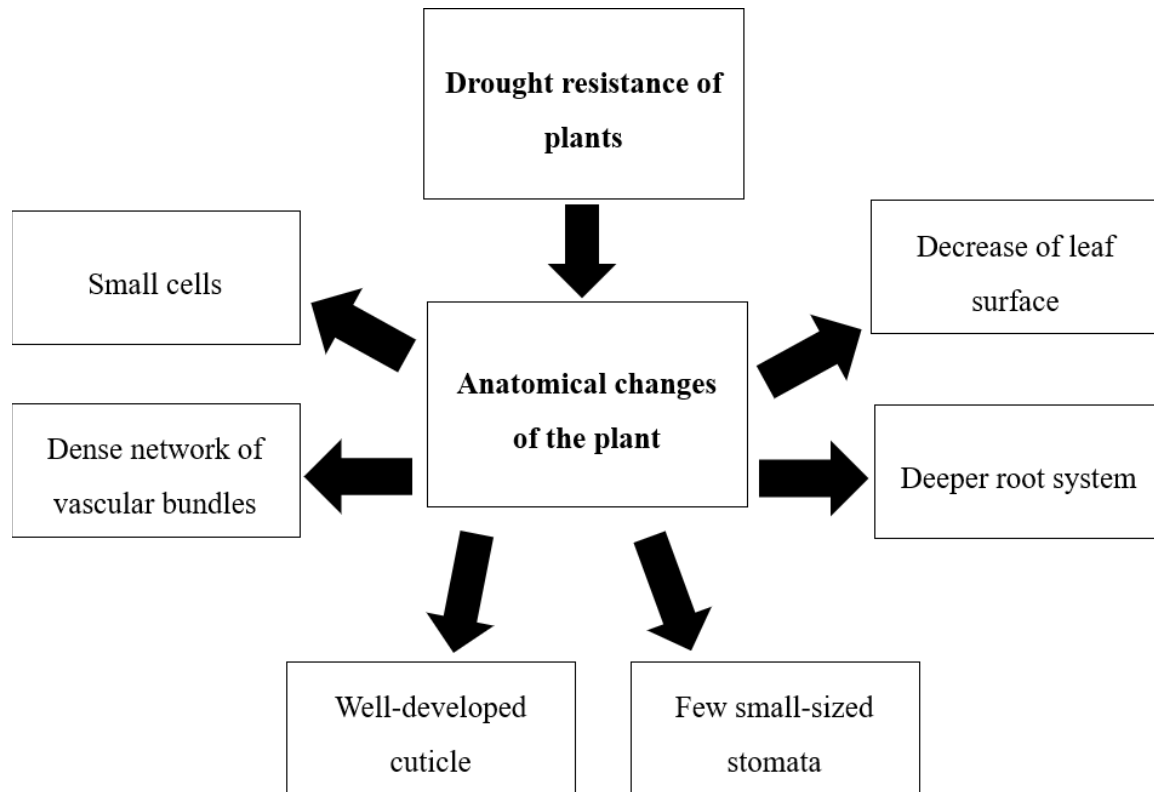 Drought resistance of
plants
Small cells
Decrease of leaf
surface
Anatomical changes
of the plant
Dense network of
vascular bundles
Deeper root system
Well-developed
cuticle
Few small-sized
stomata